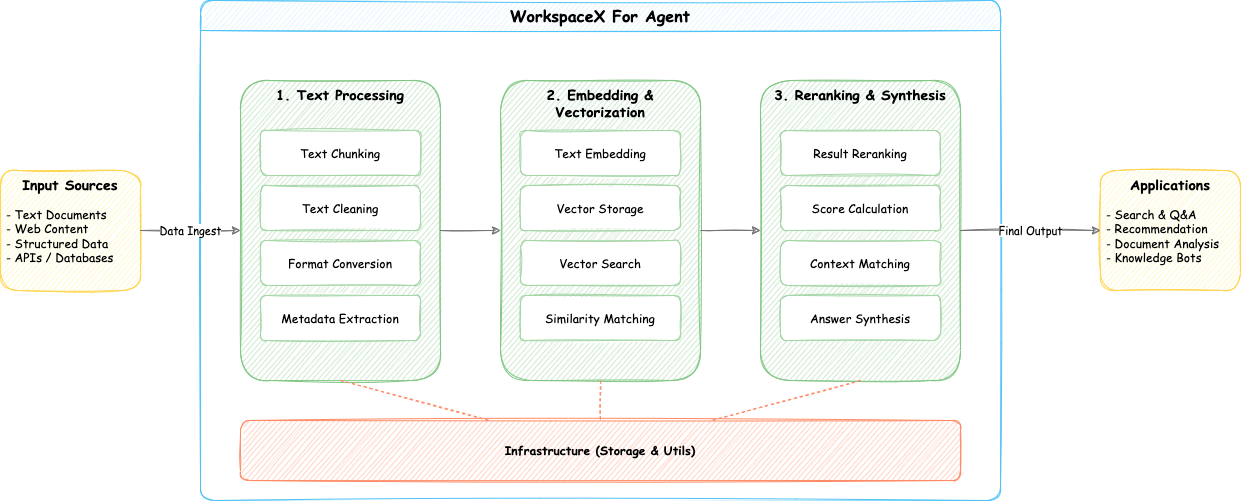 WorkspaceX For Agent
Input Sources
- Text Documents
- Web Content
- Structured Data
- APIs / Databases
Data Ingest
1. Text Processing
Text Chunking
Text Cleaning
Format Conversion
Metadata Extraction
2. Embedding &
Vectorization
Text Embedding
Vector Storage
Vector Search
Similarity Matching
3. Reranking & Synthesis
Result Reranking
Score Calculation
Context Matching
Answer Synthesis
Final Output
Applications
- Search & Q&A
- Recommendation
- Document Analysis
- Knowledge Bots
Infrastructure (Storage & Utils)